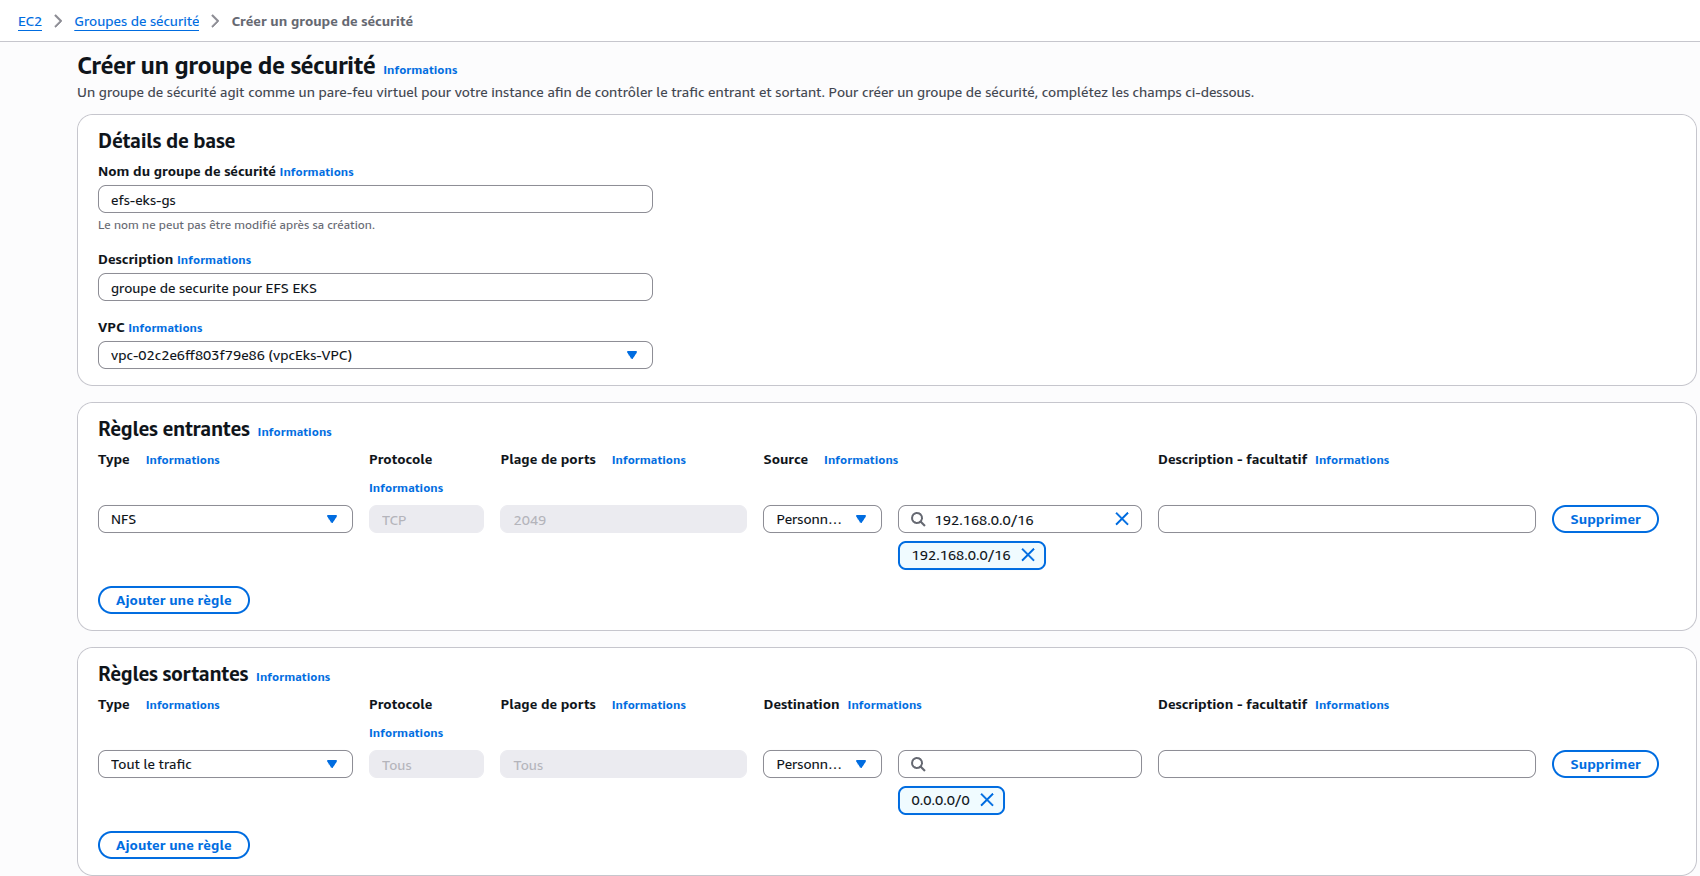 EC2 > Groupes de sécurité > Créer un groupe de sécurité
Créer un groupe de sécurité Informations
Un groupe de sécurité agit comme un pare-feu virtuel pour votre instance afin de contrôler le trafic entrant et sortant. Pour créer un groupe de sécurité, complétez les champs ci-dessous.
Détails de base
Nom du groupe de sécurité Informations
efs-eks-gs
Le nom ne peut pas être modifié après sa création.
Description Informations
groupe de securite pour EFS EKS
VPC Informations
vpc-02c2e6ff803f79e86 (vpcEks-VPC)
Règles entrantes Informations
Type Informations Protocole Plage de ports Informations Source Informations Description – facultatif Informations
Informations
NFS TCP 2049 Personn... 192.168.0.0/16 Supprimer
192.168.0.0/16
Ajouter une règle
Règles sortantes Informations
Type Informations Protocole Plage de ports Informations Destination Informations Description – facultatif Informations
Informations
Tout le trafic Tous Tous Personn... Supprimer
0.0.0.0/0
Ajouter une règle